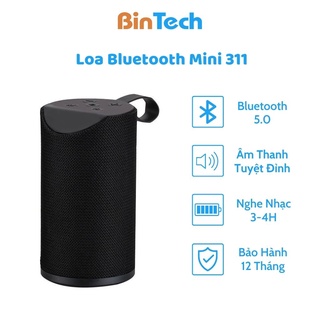 BinTech
Loa Bluetooth Mini 311
Bluetooth
5.0
Âm Thanh
Tuyệt Đỉnh
Nghe Nhạc
3-4H
Bảo Hành
12 Tháng